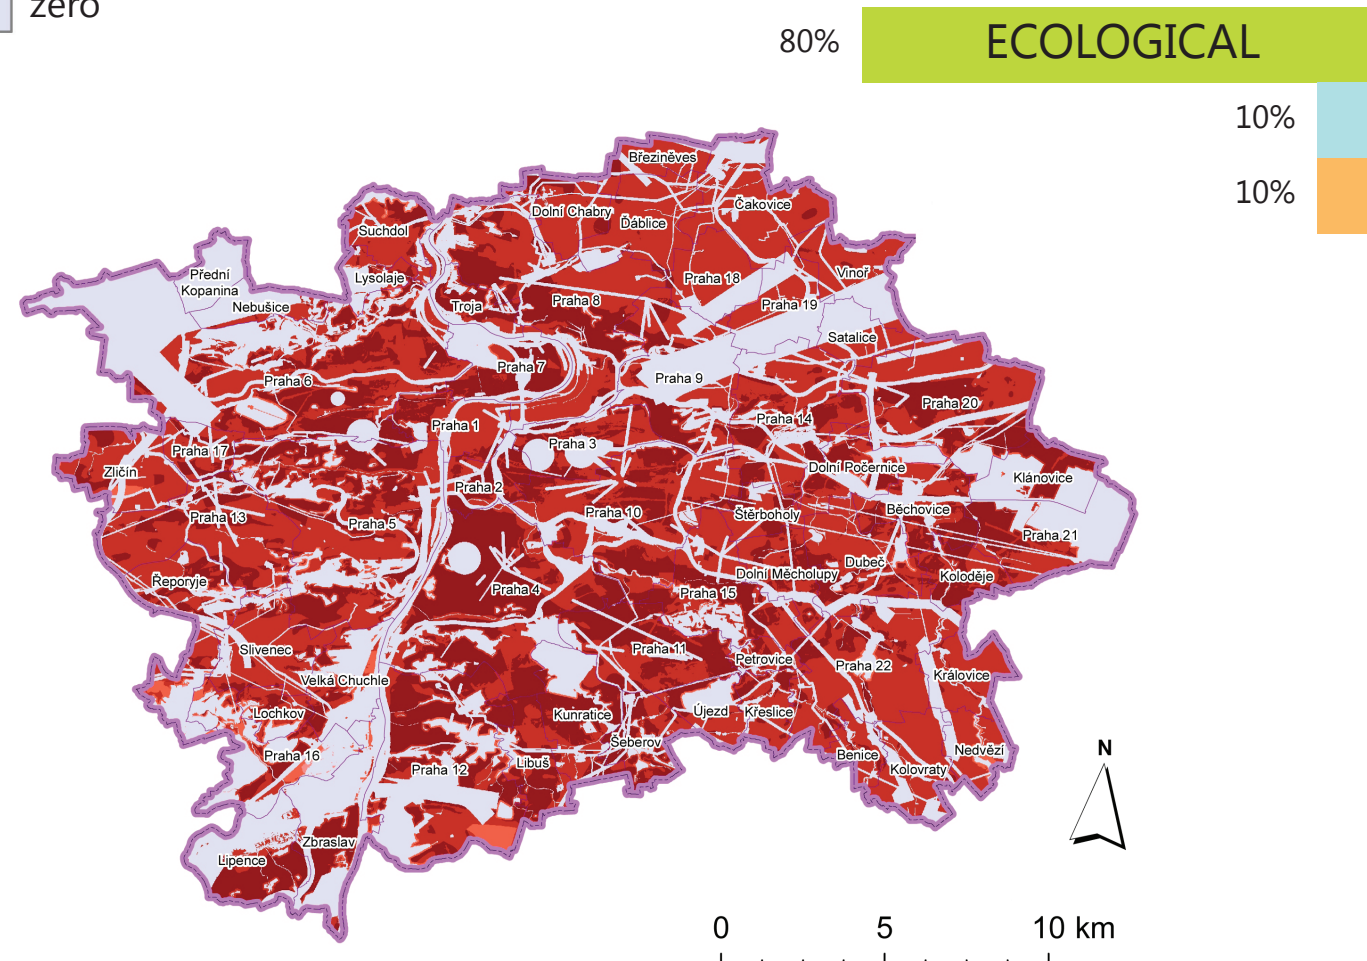 zero
80%
ECOLOGICAL
10%
10%
Březiněves
Čakovice
Dolní Chabry
Ďáblice
Suchdol
Přední
Kopanina
Lysolaje
Nebušice
Troja
Praha 8
Praha 18
Vinoř
Praha 19
Satalice
Praha 7
Praha 9
Praha 6
Praha 20
Praha 1
Praha 14
Praha 17
Praha 3
Zličín
Dolní Počernice
Klánovice
Praha 2
Praha 13
Praha 5
Praha 10
Štěrboholy
Běchovice
Praha 21
Řeporyje
Praha 4
Dolní Měcholupy
Dubeč
Koloděje
Praha 15
Slivenec
Praha 11
Petrovice
Praha 22
Královice
Velká Chuchle
Lochkov
Kunratice
Újezd
Křeslice
Šeberov
Praha 16
Praha 12
Libuš
Benice
Kolovraty
Nedvězí
N
Zbraslav
Lipence
0
5
10 km